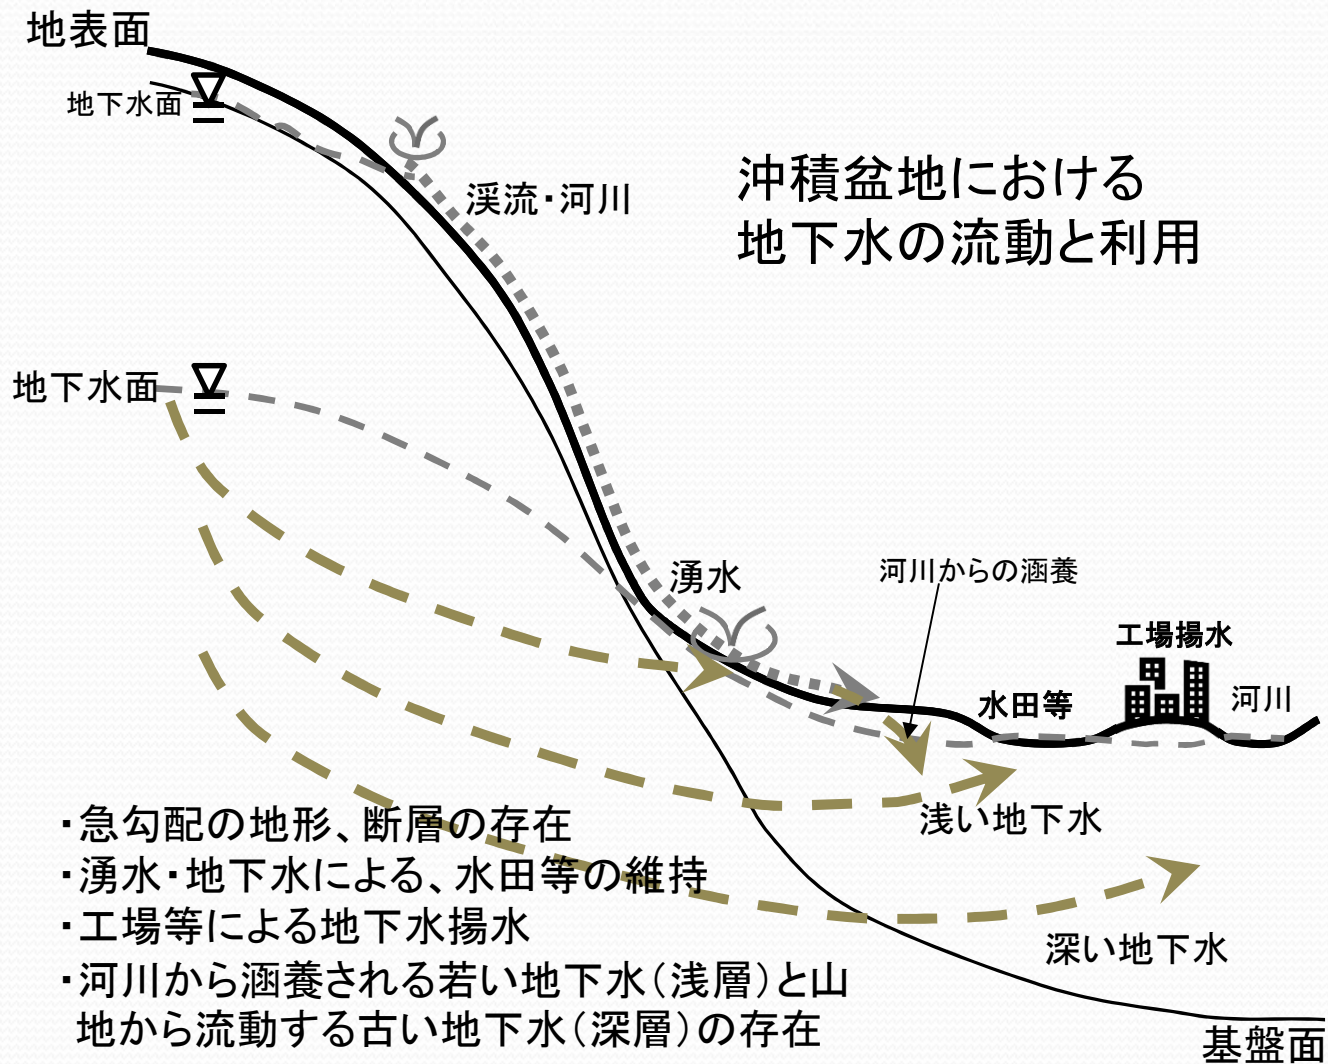 地表面
地下水面
渓流・河川
沖積盆地における
地下水の流動と利用
地下水面
湧水
河川からの涵養
工場揚水
水田等
河川
浅い地下水
・急勾配の地形、断層の存在
・湧水・地下水による、水田等の維持
・工場等による地下水揚水
・河川から涵養される若い地下水（浅層）と山
地から流動する古い地下水（深層）の存在
深い地下水
基盤面